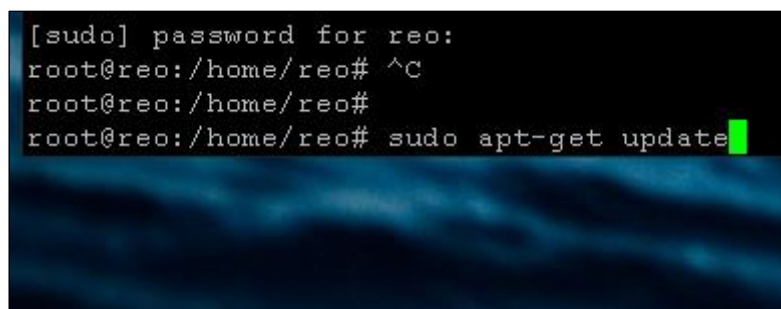 [sudo] password for reo:
root@reo:/home/reo# ^C
root@reo:/home/reo#
root@reo:/home/reo# sudo apt-get update